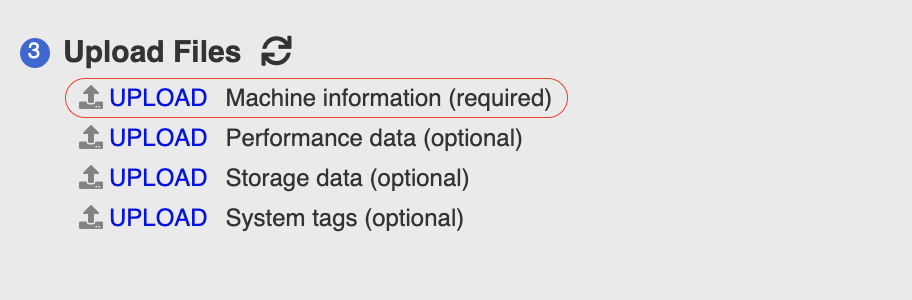 3 Upload Files
UPLOAD Machine information (required)
UPLOAD Performance data (optional)
UPLOAD Storage data (optional)
UPLOAD System tags (optional)